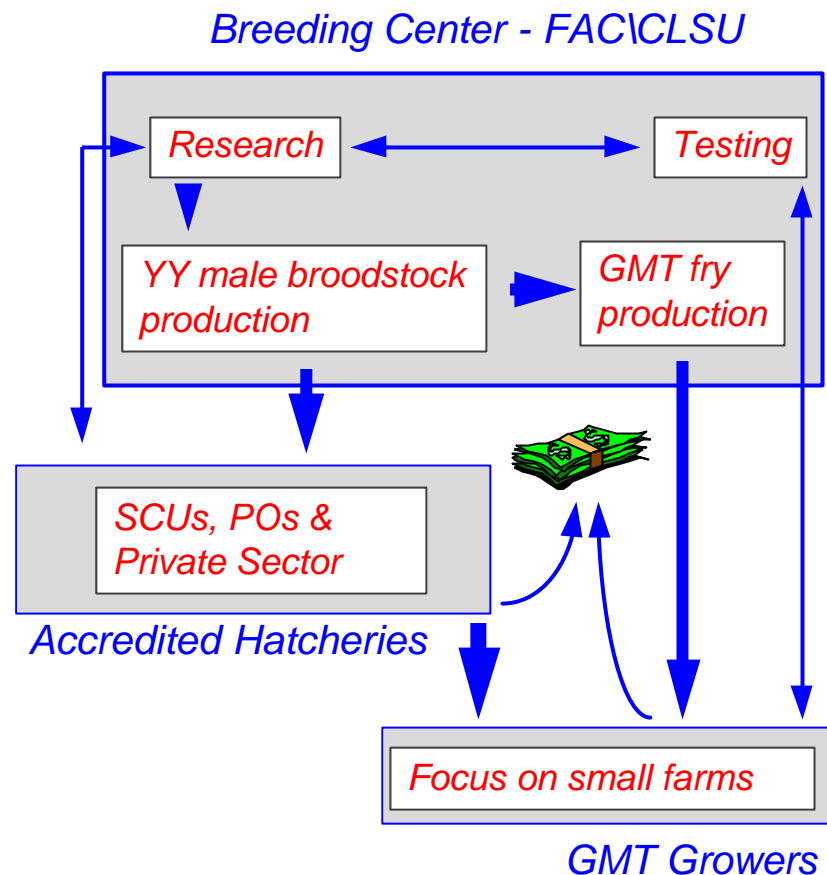 Breeding Center - FAC\CLSU
Research
Testing
YY male broodstock
production
GMT fry
production
SCUs, POs &
Private Sector
Accredited Hatcheries
Focus on small farms
GMT Growers